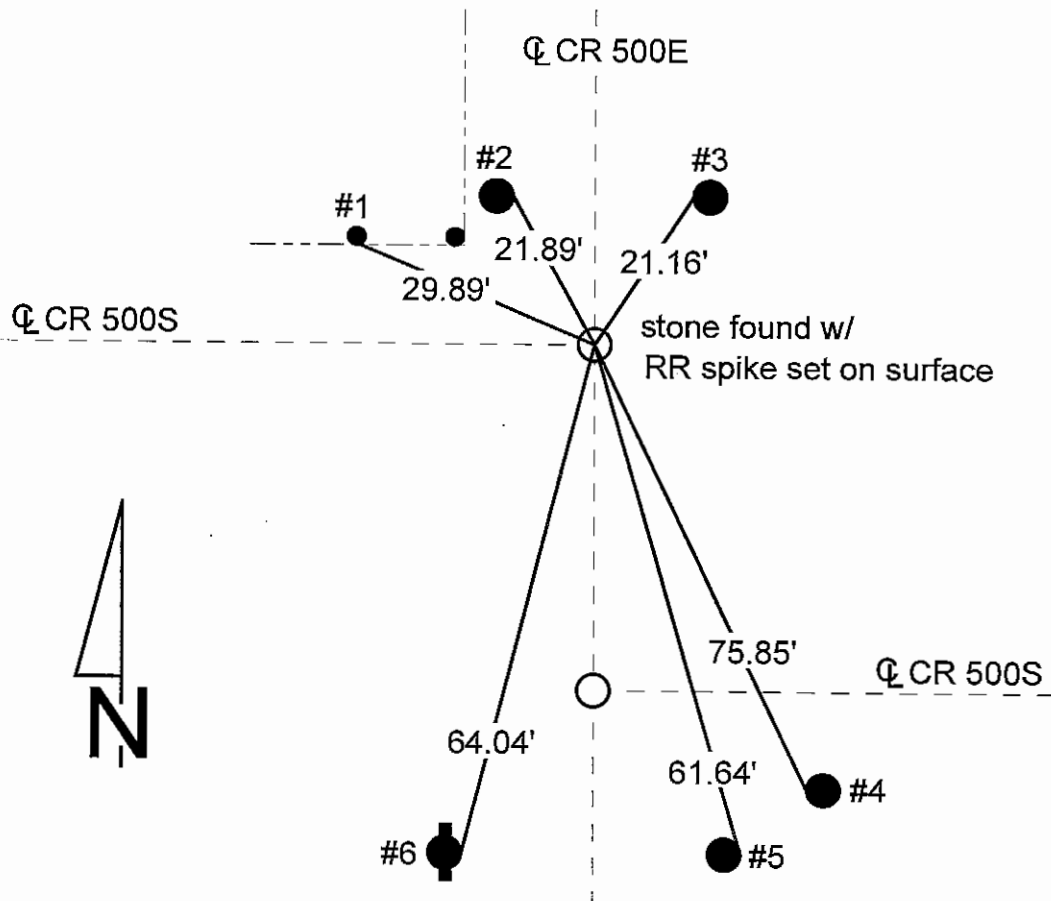 ℄ CR 500E
#2
#3
#1
21.89'
21.16'
29.89'
℄ CR 500S
stone found w/
RR spike set on surface
75.85'
℄ CR 500S
N
64.04'
61.64'
#4
#6
#5